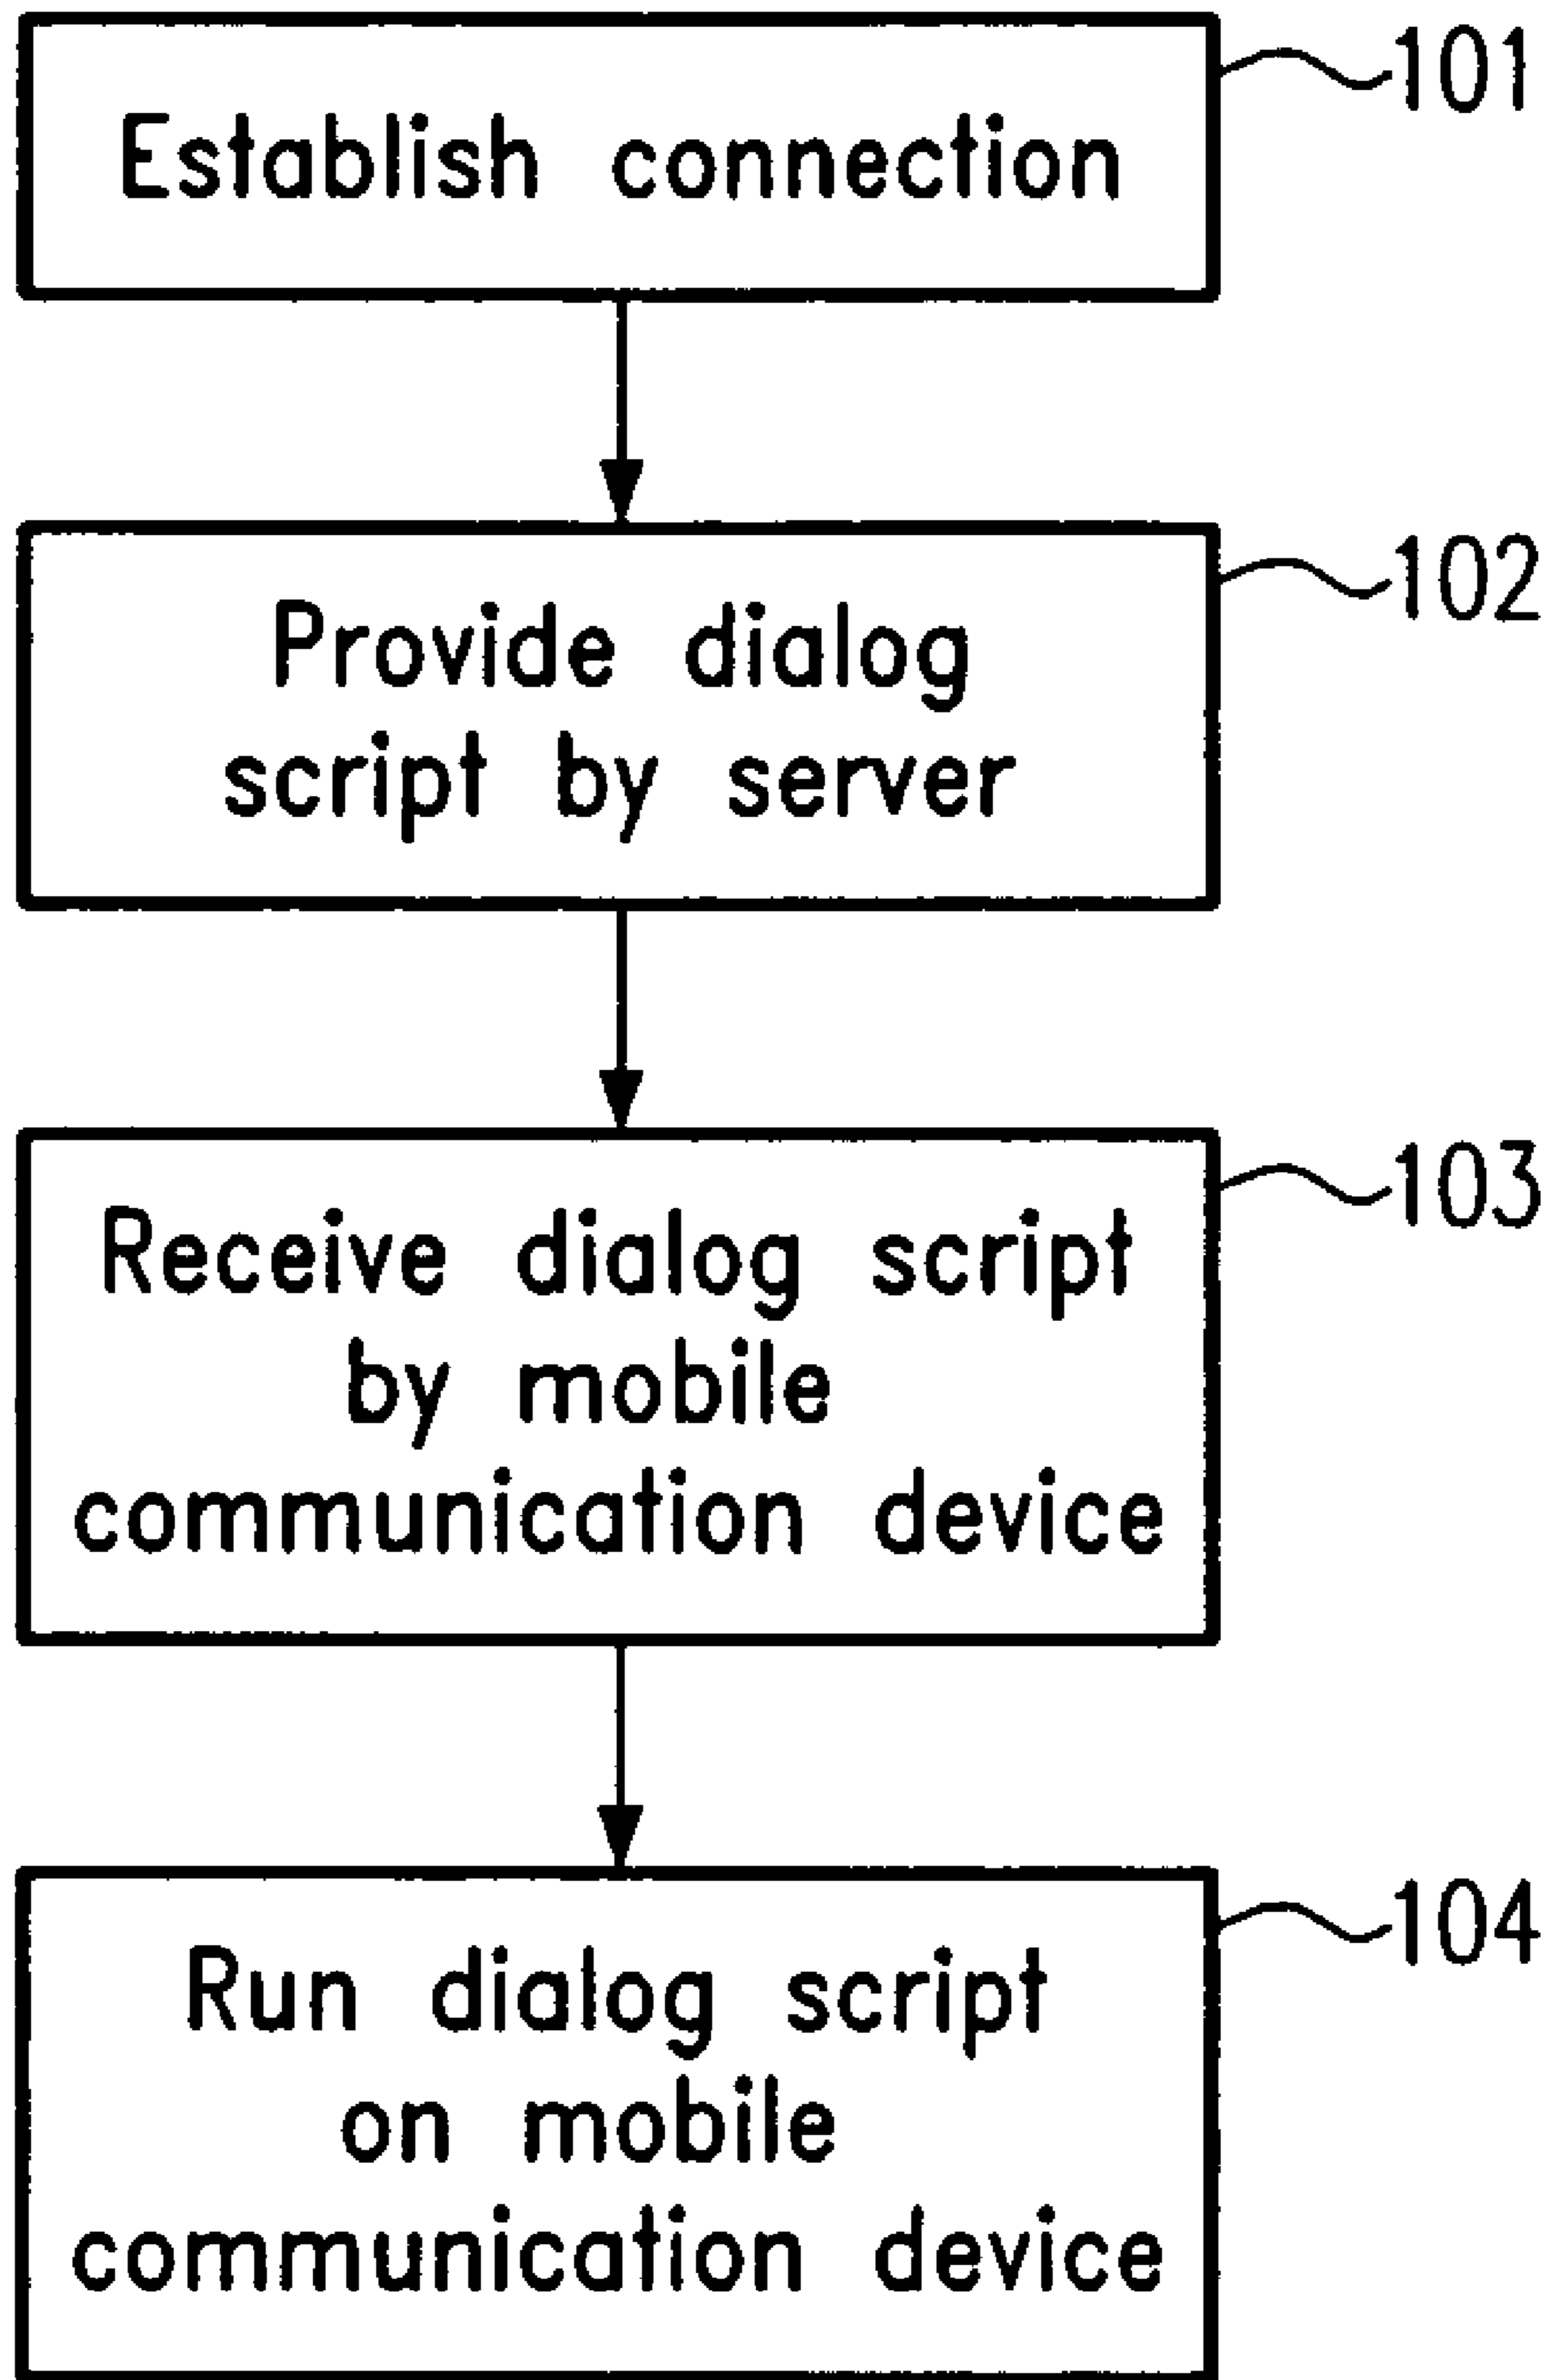 101
Establish connection
102
Provide dialog
script by server
103
Receive dialog script
by mobile
communication device
104
Run dialog script
on mobile
communication device